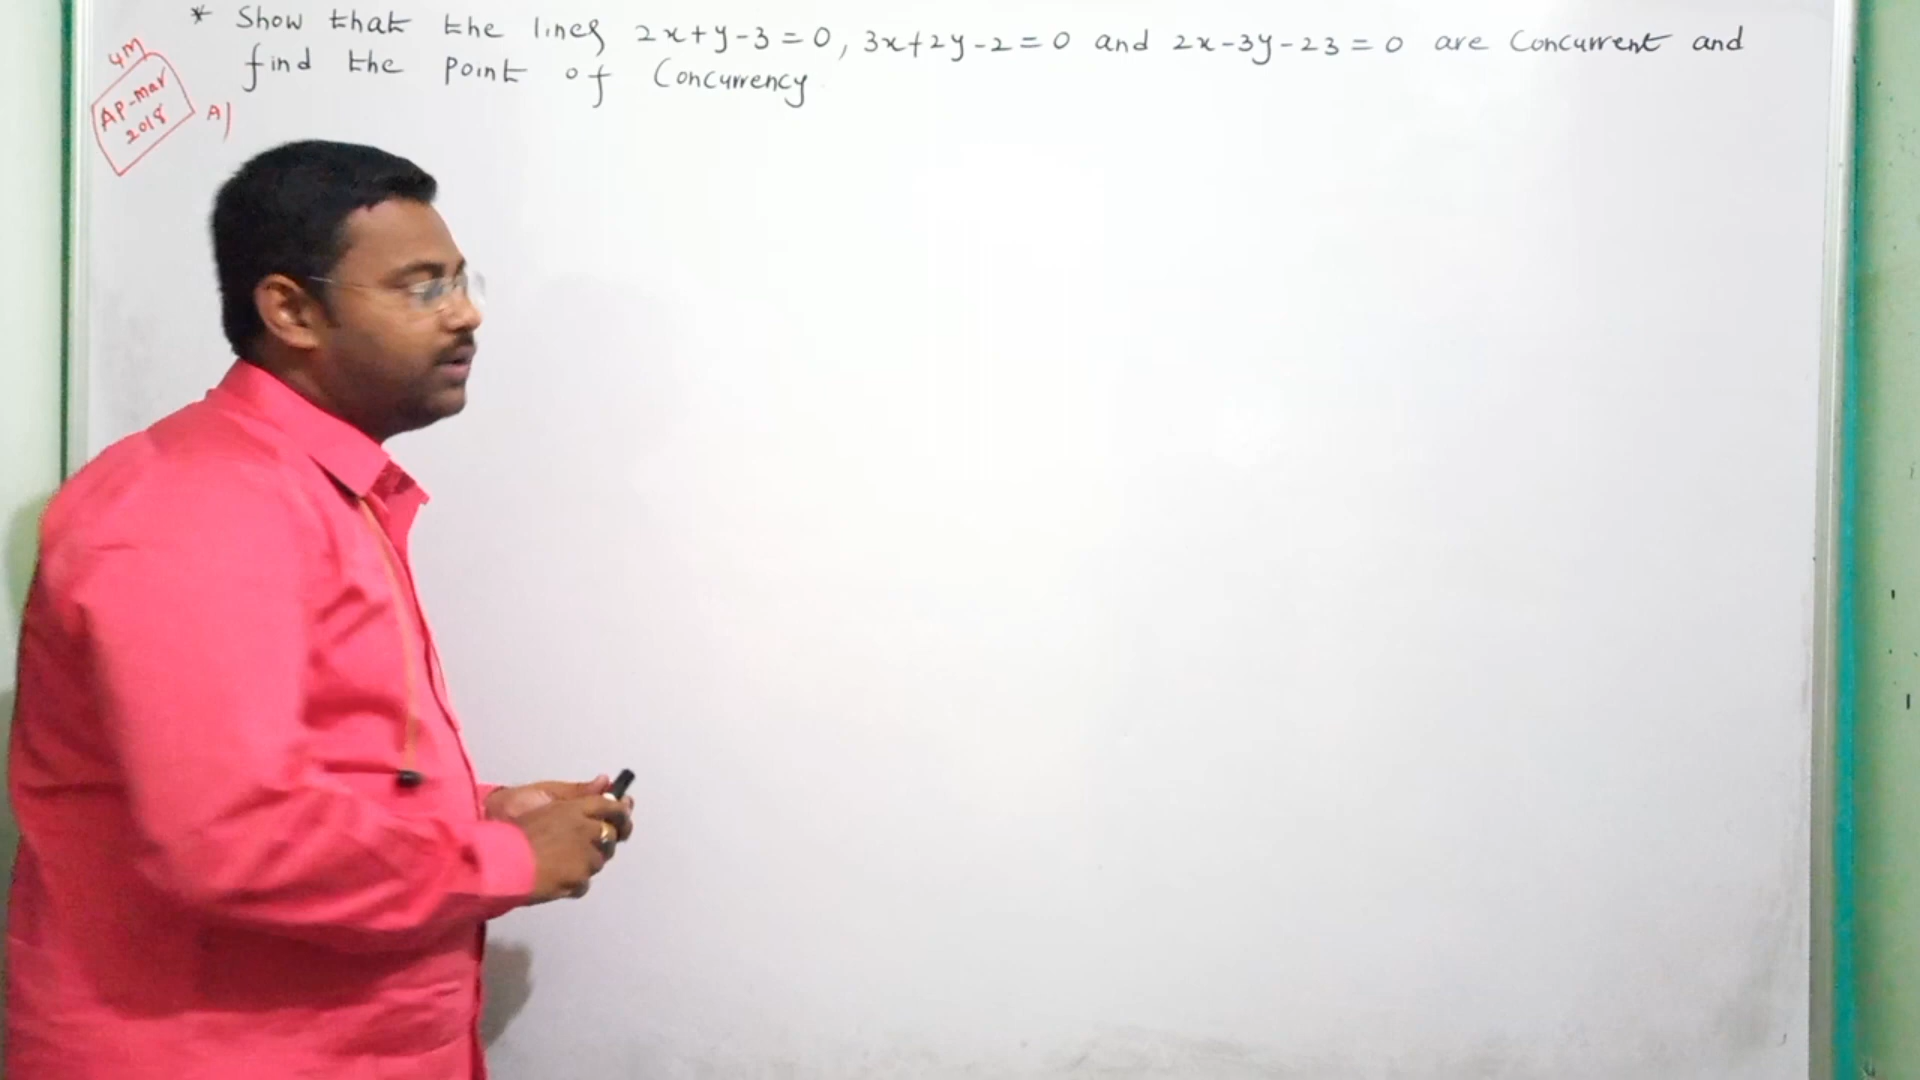 * Show that the lines 2x+y-3=0, 3x+2y-2=0 and 2x-3y-23=0 are Concurrent and
find the point of Concurrency
4M
AP-mar
2018
A)